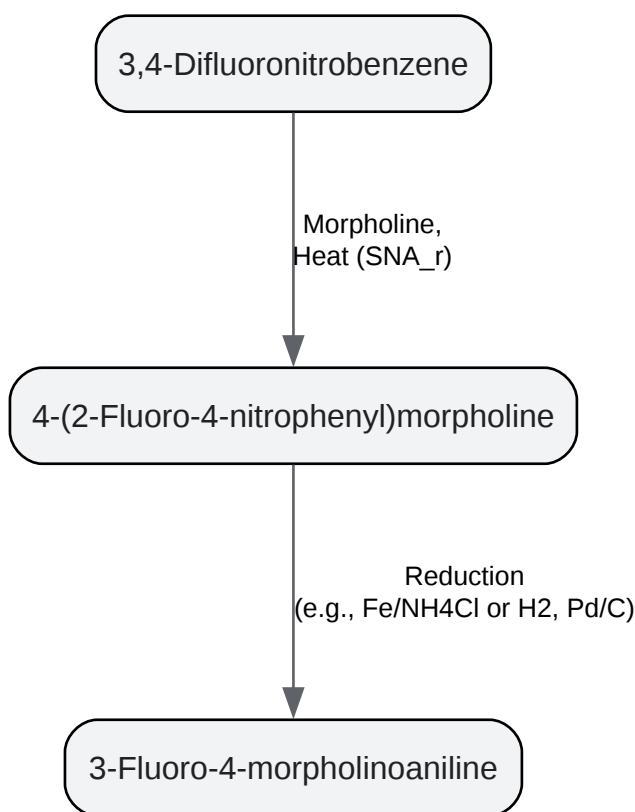 3,4-Difluoronitrobenzene
Morpholine,
Heat (SNA_r)
4-(2-Fluoro-4-nitrophenyl)morpholine
Reduction
(e.g., Fe/NH4Cl or H2, Pd/C)
3-Fluoro-4-morpholinoaniline